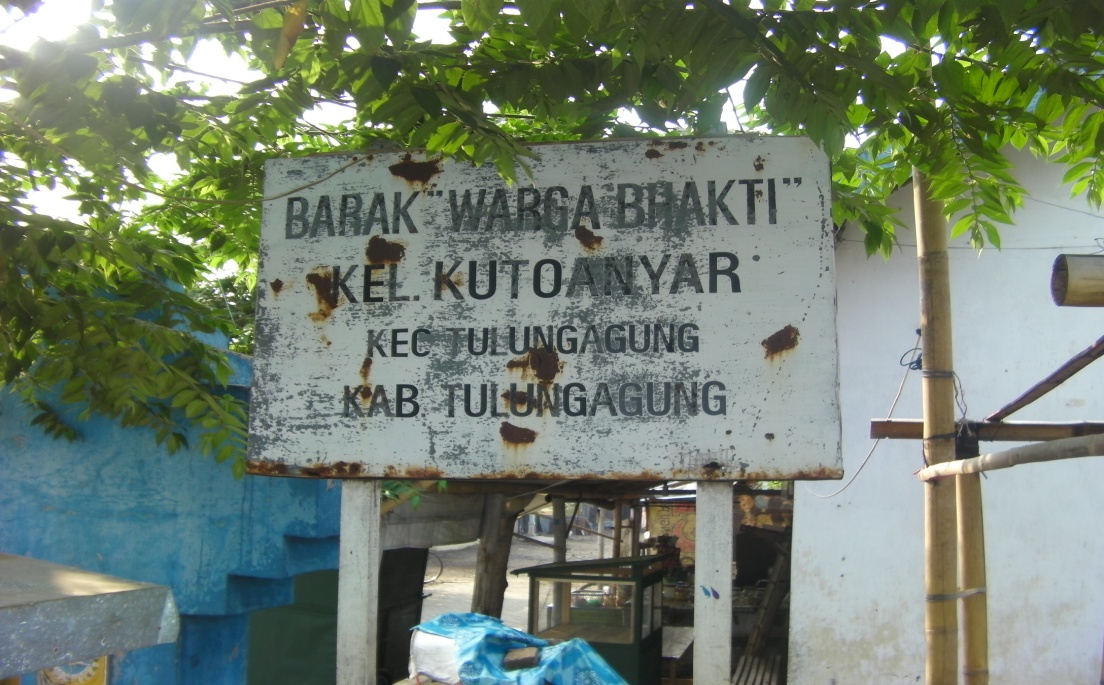 BARAK "WARGA BHAKTI"
KEL. KUTOANYAR
KEC TULUNGAGUNG
KAB TULUNGAGUNG